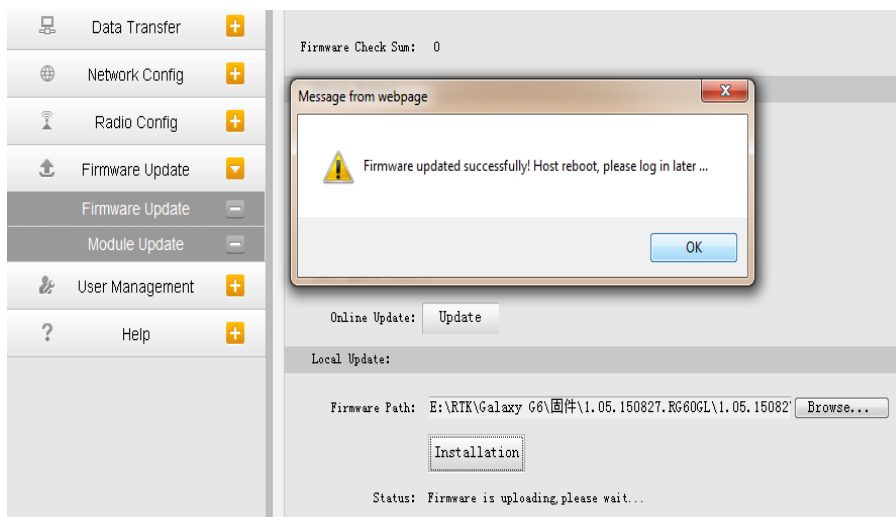 Data Transfer
Network Config
Radio Config
Firmware Update
Firmware Update
Module Update
User Management
? Help
Firmware Check Sum: 0
Message from webpage
Firmware updated successfully! Host reboot, please log in later ...
OK
Online Update: Update
Local Update:
Firmware Path: E:\RTK\Galaxy G6\固件\1.05.150827.RG60GL\1.05.15082 Browse...
Installation
Status: Firmware is uploading,please wait...